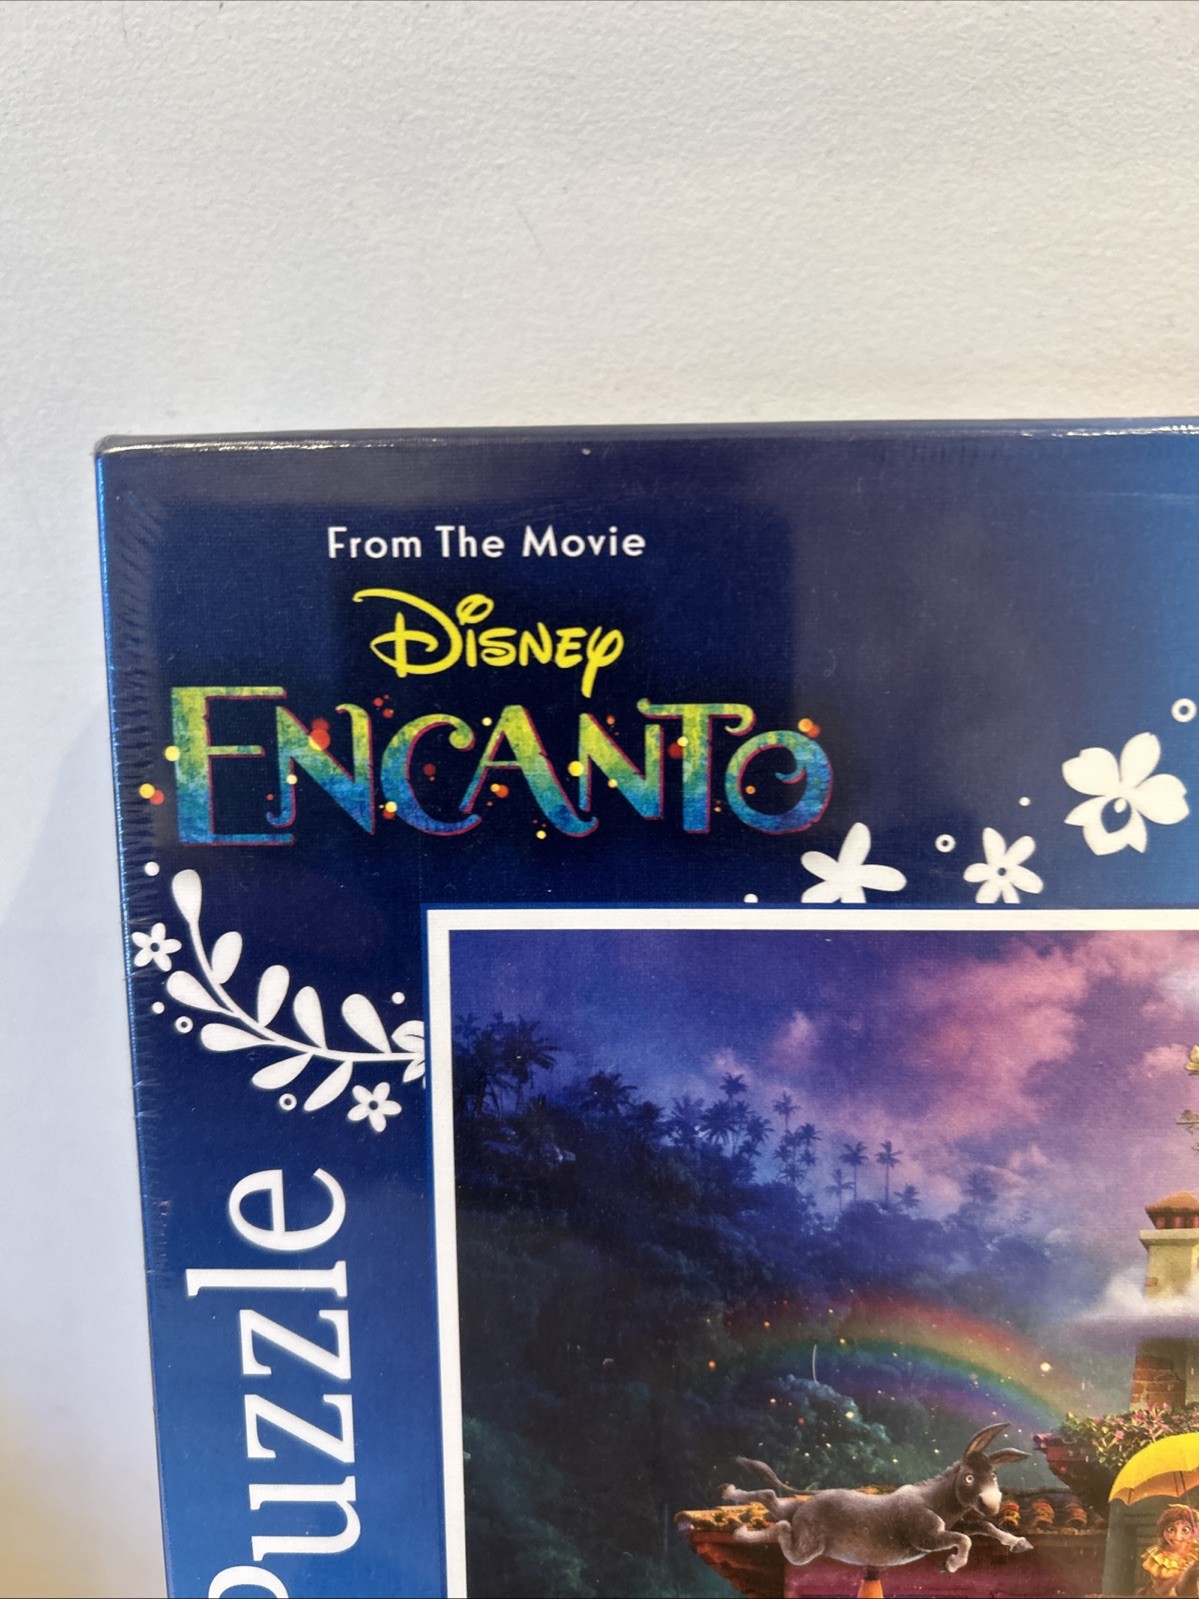 From The Movie
Disney
ENCANTO
Puzzle